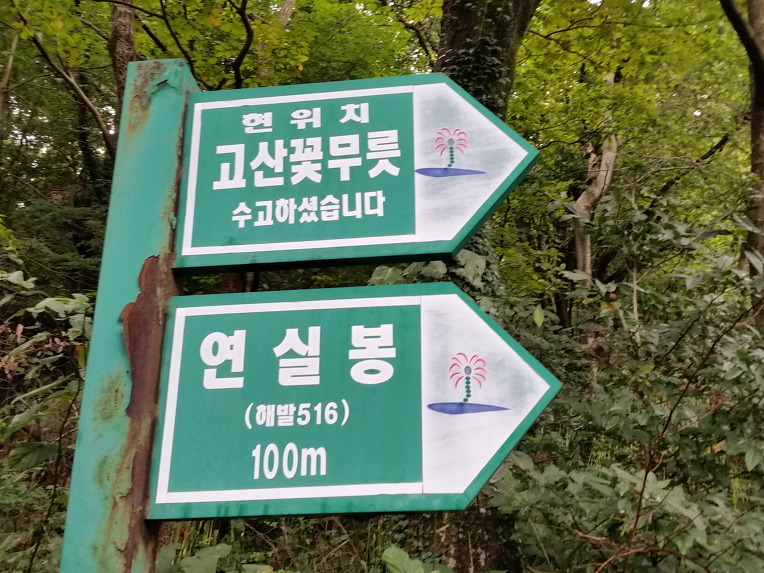 현 위 치
고산꽃무릇
수고하셨습니다
연 실 봉
(해발516)
100m